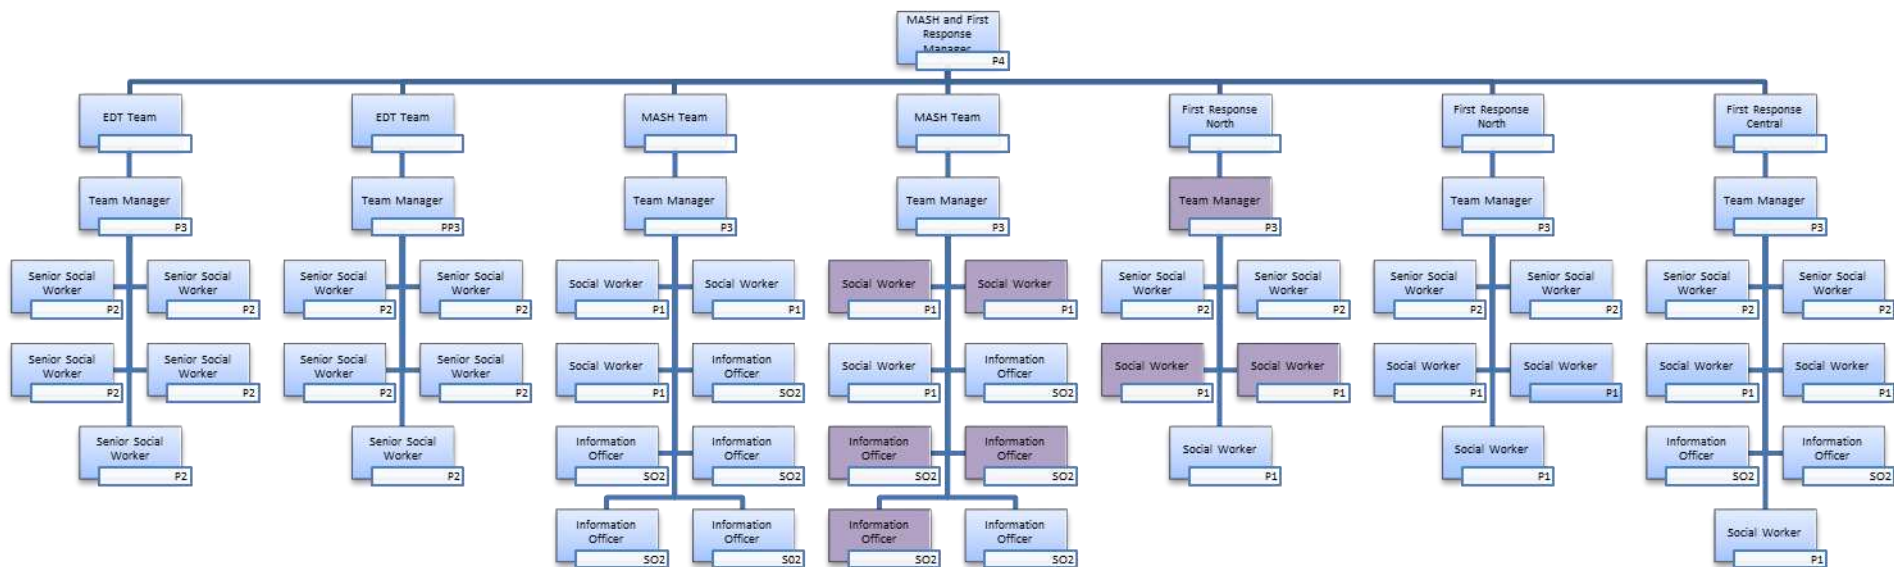 MASH and First
Response
Manager
P4
EDT Team
EDT Team
MASH Team
MASH Team
First Response
North
First Response
North
First Response
Central
Team Manager
P3
Team Manager
PP3
Team Manager
P3
Team Manager
P3
Team Manager
P3
Team Manager
P3
Team Manager
P3
Senior Social
Worker
P2
Senior Social
Worker
P2
Senior Social
Worker
P2
Senior Social
Worker
P2
Social Worker
P1
Social Worker
P1
Social Worker
P1
Social Worker
P1
Senior Social
Worker
P2
Senior Social
Worker
P2
Senior Social
Worker
P2
Senior Social
Worker
P2
Senior Social
Worker
P2
Senior Social
Worker
P2
Senior Social
Worker
P2
Senior Social
Worker
P2
Senior Social
Worker
P2
Senior Social
Worker
P2
Social Worker
P1
Information
Officer
SO2
Social Worker
P1
Information
Officer
SO2
Social Worker
P1
Social Worker
P1
Social Worker
P1
Social Worker
P1
Social Worker
P1
Social Worker
P1
Senior Social
Worker
P2
Senior Social
Worker
P2
Information
Officer
SO2
Information
Officer
SO2
Information
Officer
SO2
Information
Officer
SO2
Social Worker
P1
Social Worker
P1
Information
Officer
SO2
Information
Officer
SO2
Information
Officer
SO2
Information
Officer
S02
Information
Officer
SO2
Information
Officer
SO2
Social Worker
P1